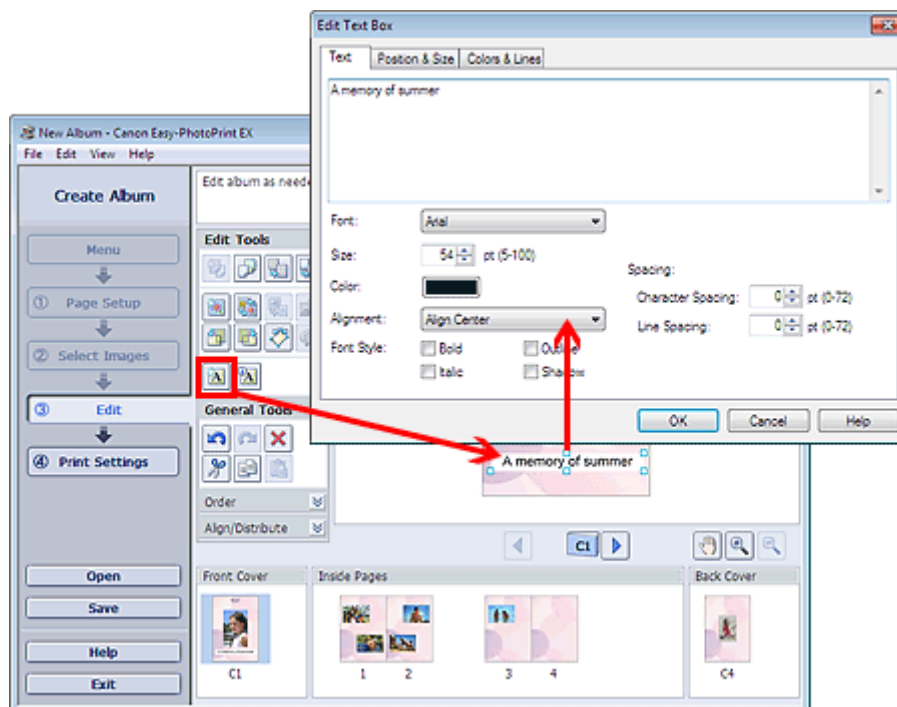 Edit Text Box
Text Position & Size Colors & Lines
A memory of summer
Font: Arial
Size: 54 pt (5-100)
Color:
Alignment: Align Center
Font Style: Bold Outline
Italic Shadow
Spacing:
Character Spacing: 0 pt (0-72)
Line Spacing: 0 pt (0-72)
OK Cancel Help
New Album - Canon Easy-PhotoPrint EX
File Edit View Help
Create Album
Menu
① Page Setup
② Select Images
③ Edit
④ Print Settings
Open
Save
Help
Exit
Edit album as neede
Edit Tools
General Tools
Order
Align/Distribute
A memory of summer
C1
Front Cover
C1
Inside Pages
1 2 3 4
Back Cover
C4